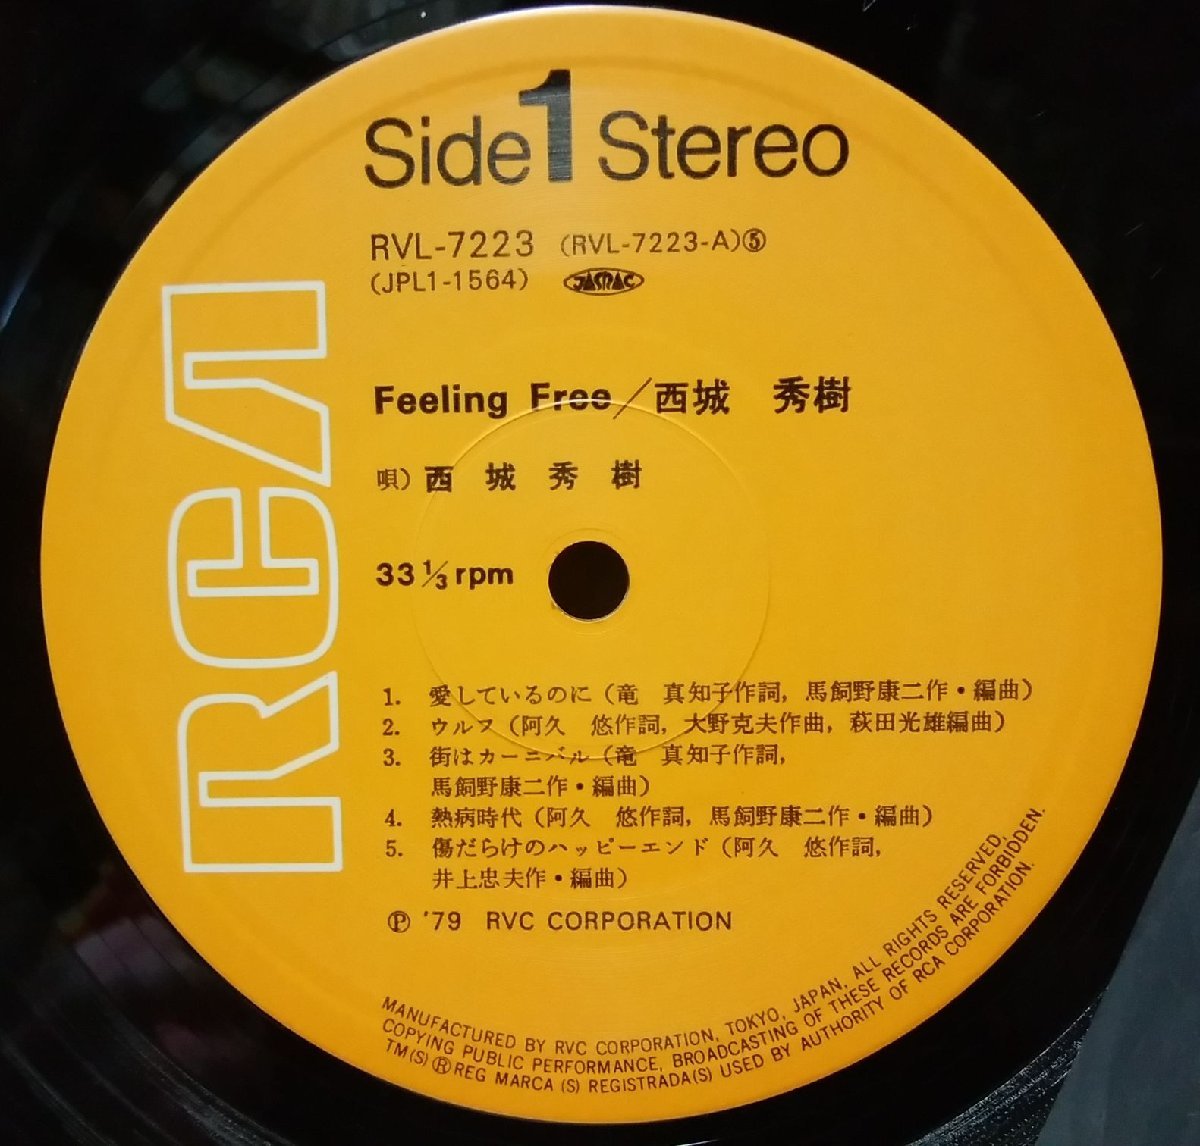 Side 1 Stereo
RVL-7223 (RVL-7223-A)⑤
(JPL1-1564) JASRAC
RCA
Feeling Free／西城　秀樹
唄）西 城 秀 樹
33 1/3 rpm
1. 愛しているのに（竜　真知子作詞, 馬飼野康二作・編曲）
2. ウルフ（阿久　悠作詞, 大野克夫作曲, 萩田光雄編曲）
3. 街はカーニバル（竜　真知子作詞,
馬飼野康二作・編曲）
4. 熱病時代（阿久　悠作詞, 馬飼野康二作・編曲）
5. 傷だらけのハッピーエンド（阿久　悠作詞,
井上忠夫作・編曲）
Ⓟ '79 RVC CORPORATION
MANUFACTURED BY RVC CORPORATION, TOKYO, JAPAN, ALL RIGHTS RESERVED,
COPYING PUBLIC PERFORMANCE, BROADCASTING OF THESE RECORDS ARE FORBIDDEN.
TM(S) ® REG MARCA (S) REGISTRADA(S) USED BY AUTHORITY OF RCA CORPORATION.